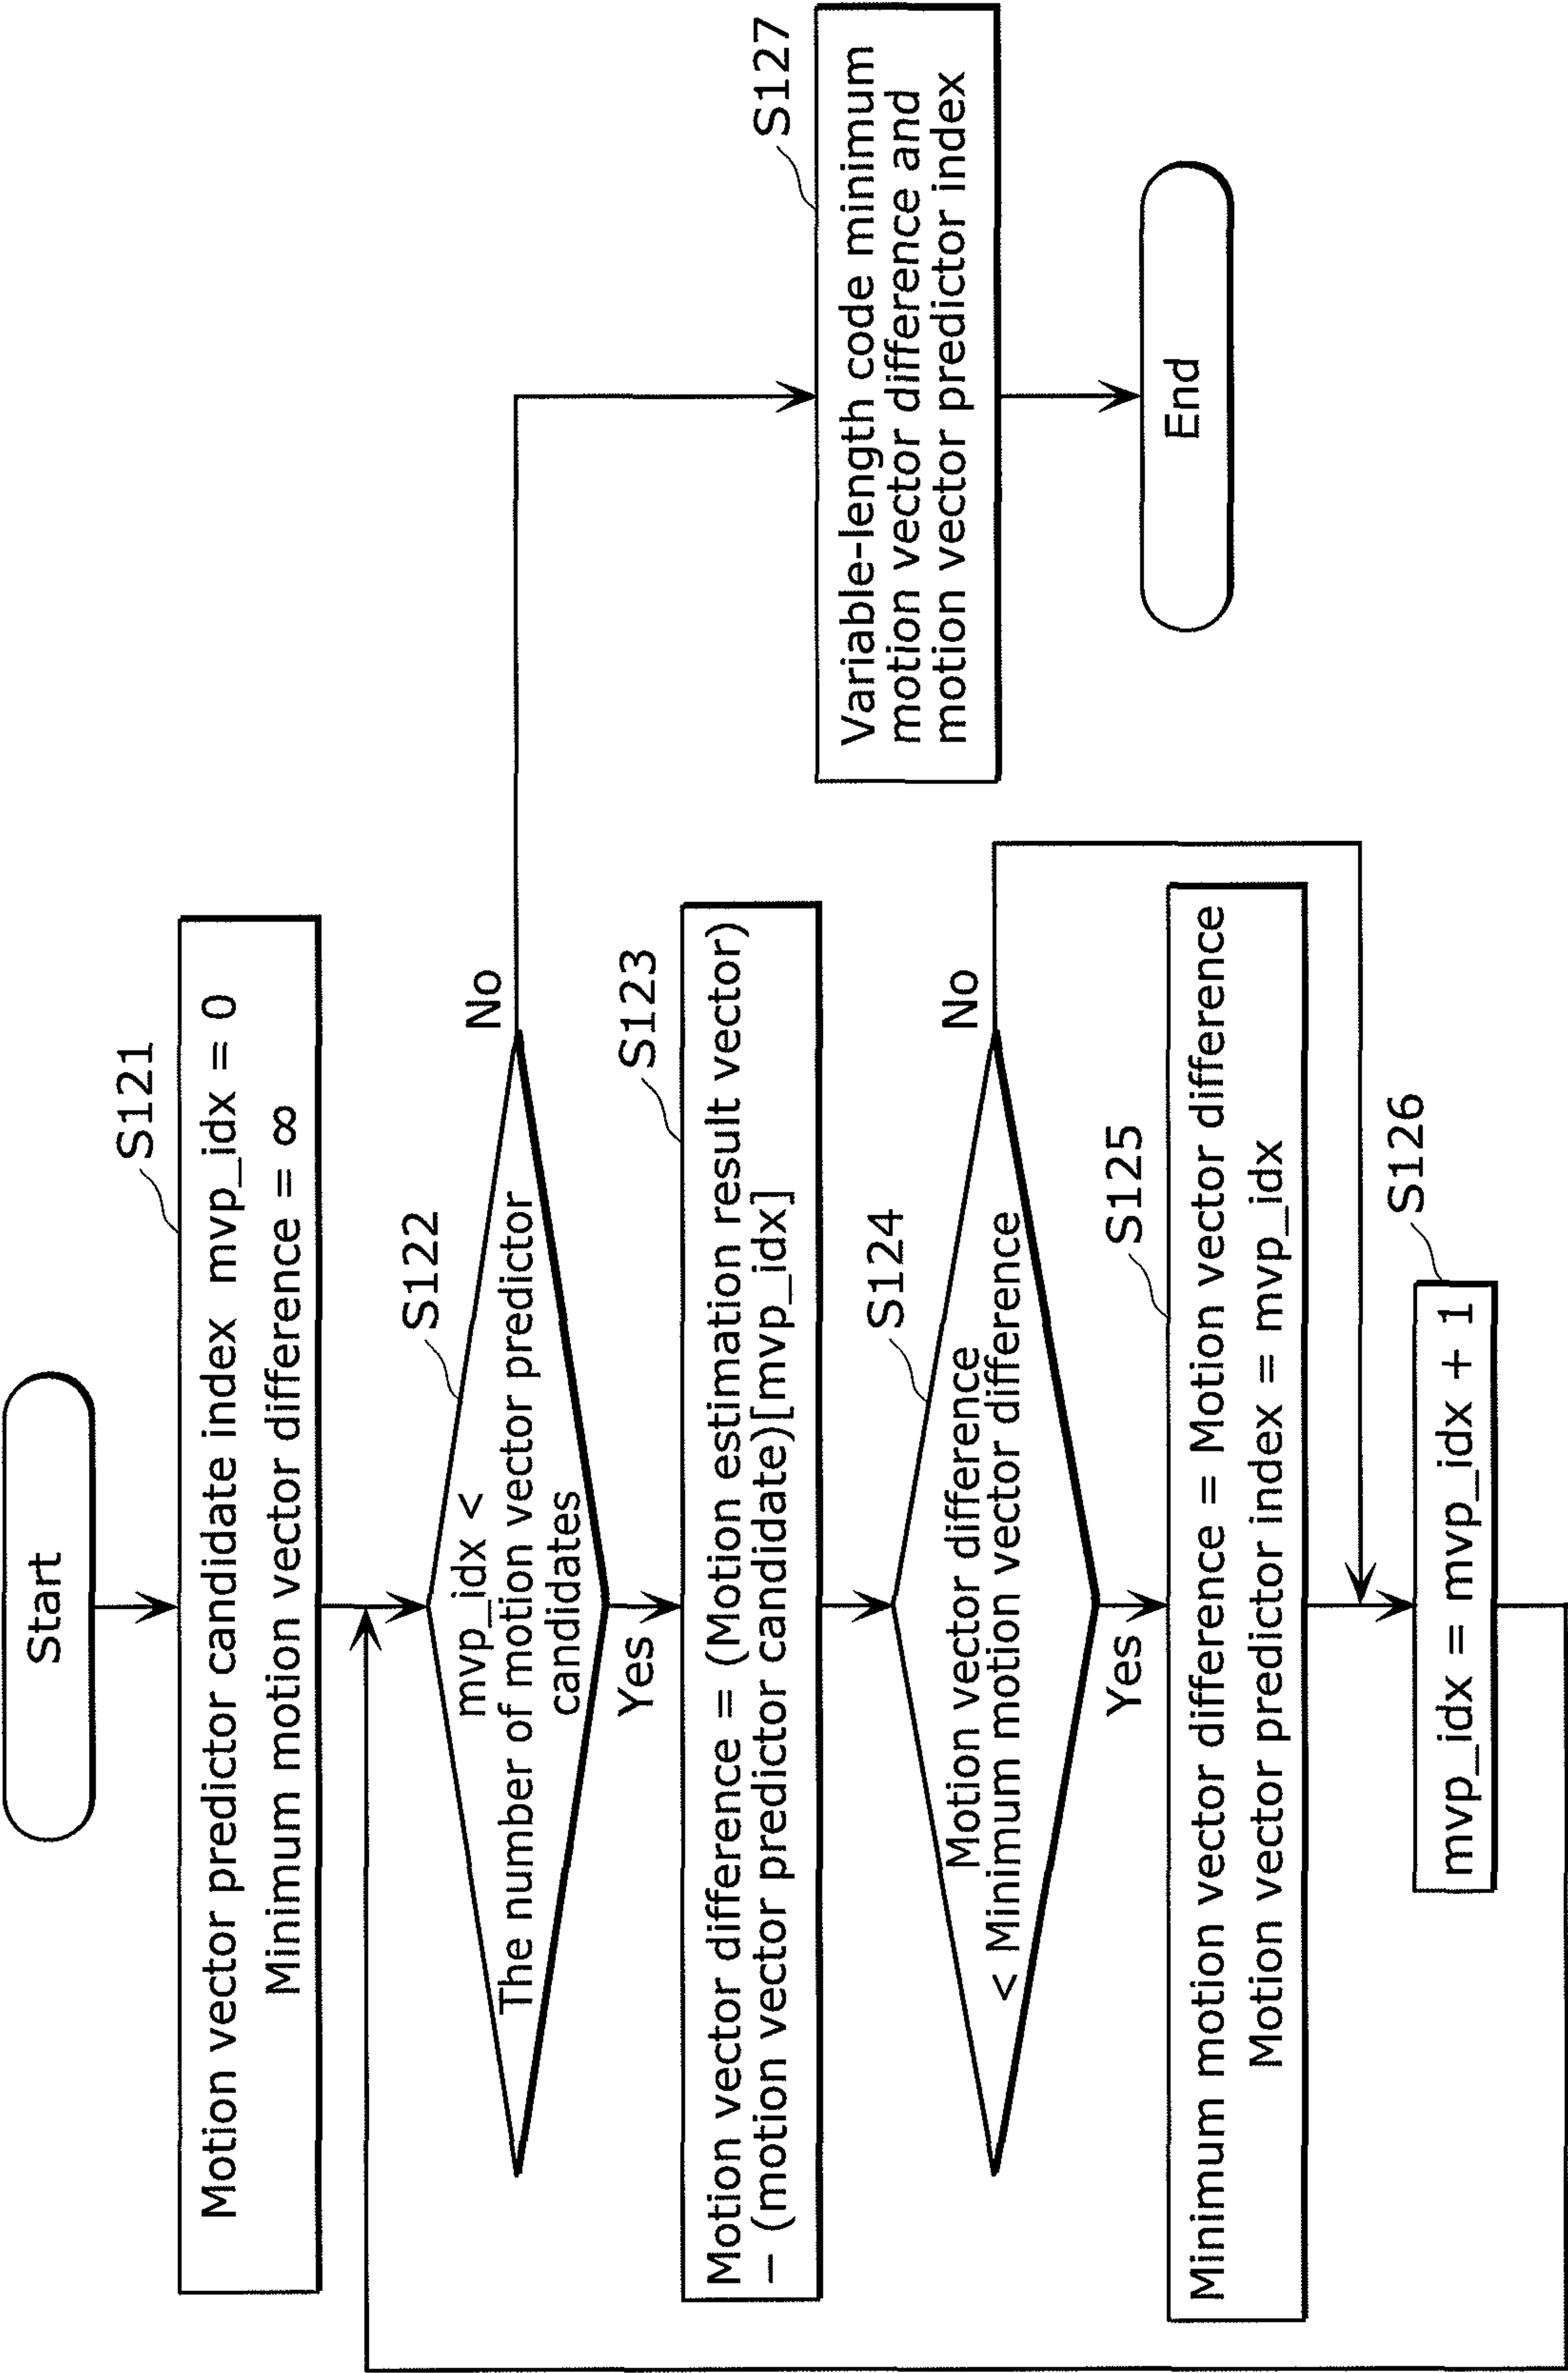 Start
S121
Motion vector predictor candidate index mvp_idx = 0
Minimum motion vector difference = ∞
S122
mvp_idx <
The number of motion vector predictor
candidates
No
Yes
S123
Motion vector difference = (Motion estimation result vector)
− (motion vector predictor candidate)[mvp_idx]
S124
Motion vector difference
< Minimum motion vector difference
No
Yes
S125
Minimum motion vector difference = Motion vector difference
Motion vector predictor index = mvp_idx
S126
mvp_idx = mvp_idx + 1
S127
Variable-length code minimum
motion vector difference and
motion vector predictor index
End